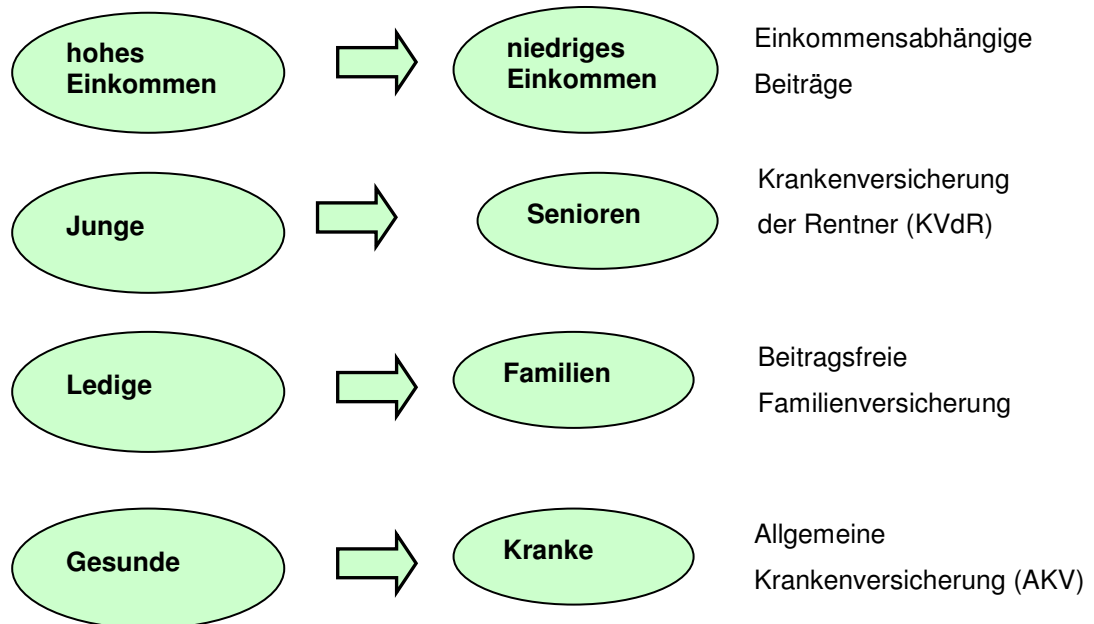 hohes
Einkommen
niedriges
Einkommen
Einkommensabhängige
Beiträge
Junge
Senioren
Krankenversicherung
der Rentner (KVdR)
Ledige
Familien
Beitragsfreie
Familienversicherung
Gesunde
Kranke
Allgemeine
Krankenversicherung (AKV)